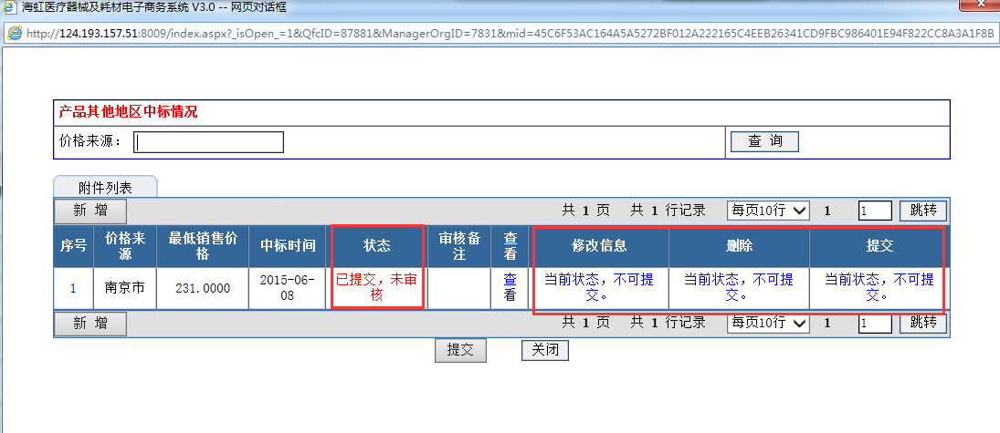 海虹医疗器械及耗材电子商务系统 V3.0 -- 网页对话框
http://124.193.157.51:8009/index.aspx?_isOpen_=1&QfcID=87881&ManagerOrgID=7831&mid=45C6F53AC164A5A5272BF012A222165C4EEB26341CD9FBC986401E94F822CC8A3A1F8B
产品其他地区中标情况
价格来源： 查 询
附件列表
新 增 共 1 页 共 1 行记录 每页10行 1 1 跳转
序号 价格来 最低销售价 中标时间 状态 审核备 查 修改信息 删除 提交
源 格 注 看
1 南京市 231.0000 2015-06- 已提交，未审 查 当前状态，不可提 当前状态，不可提 当前状态，不可提
08 核 看 交。 交。 交。
新 增 共 1 页 共 1 行记录 每页10行 1 1 跳转
提交 关闭